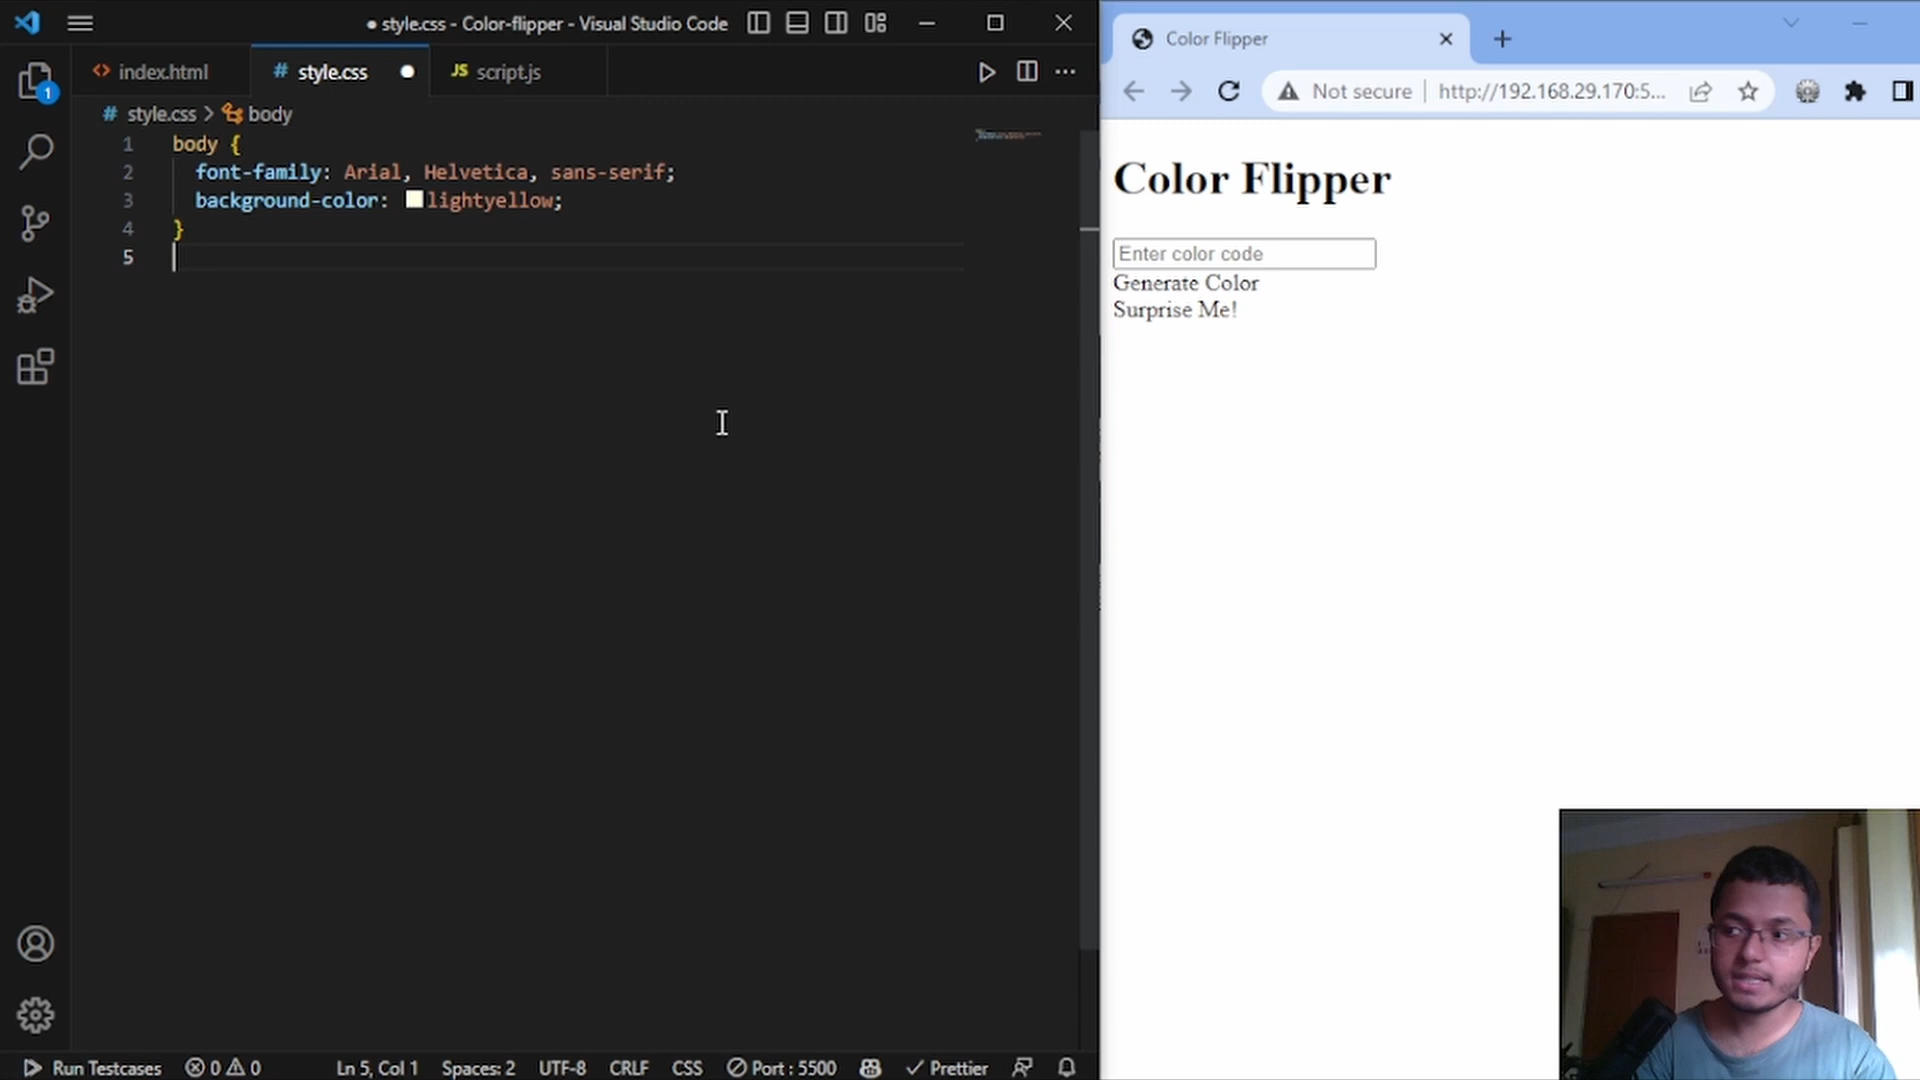 ● style.css - Color-flipper - Visual Studio Code
index.html
# style.css ●
JS script.js
# style.css > body
1 body {
2 font-family: Arial, Helvetica, sans-serif;
3 background-color: lightyellow;
4 }
5
1
Run Testcases
0 0
Ln 5, Col 1
Spaces: 2
UTF-8
CRLF
CSS
Port : 5500
Prettier
Color Flipper
Not secure
http://192.168.29.170:5...
Color Flipper
Enter color code
Generate Color
Surprise Me!